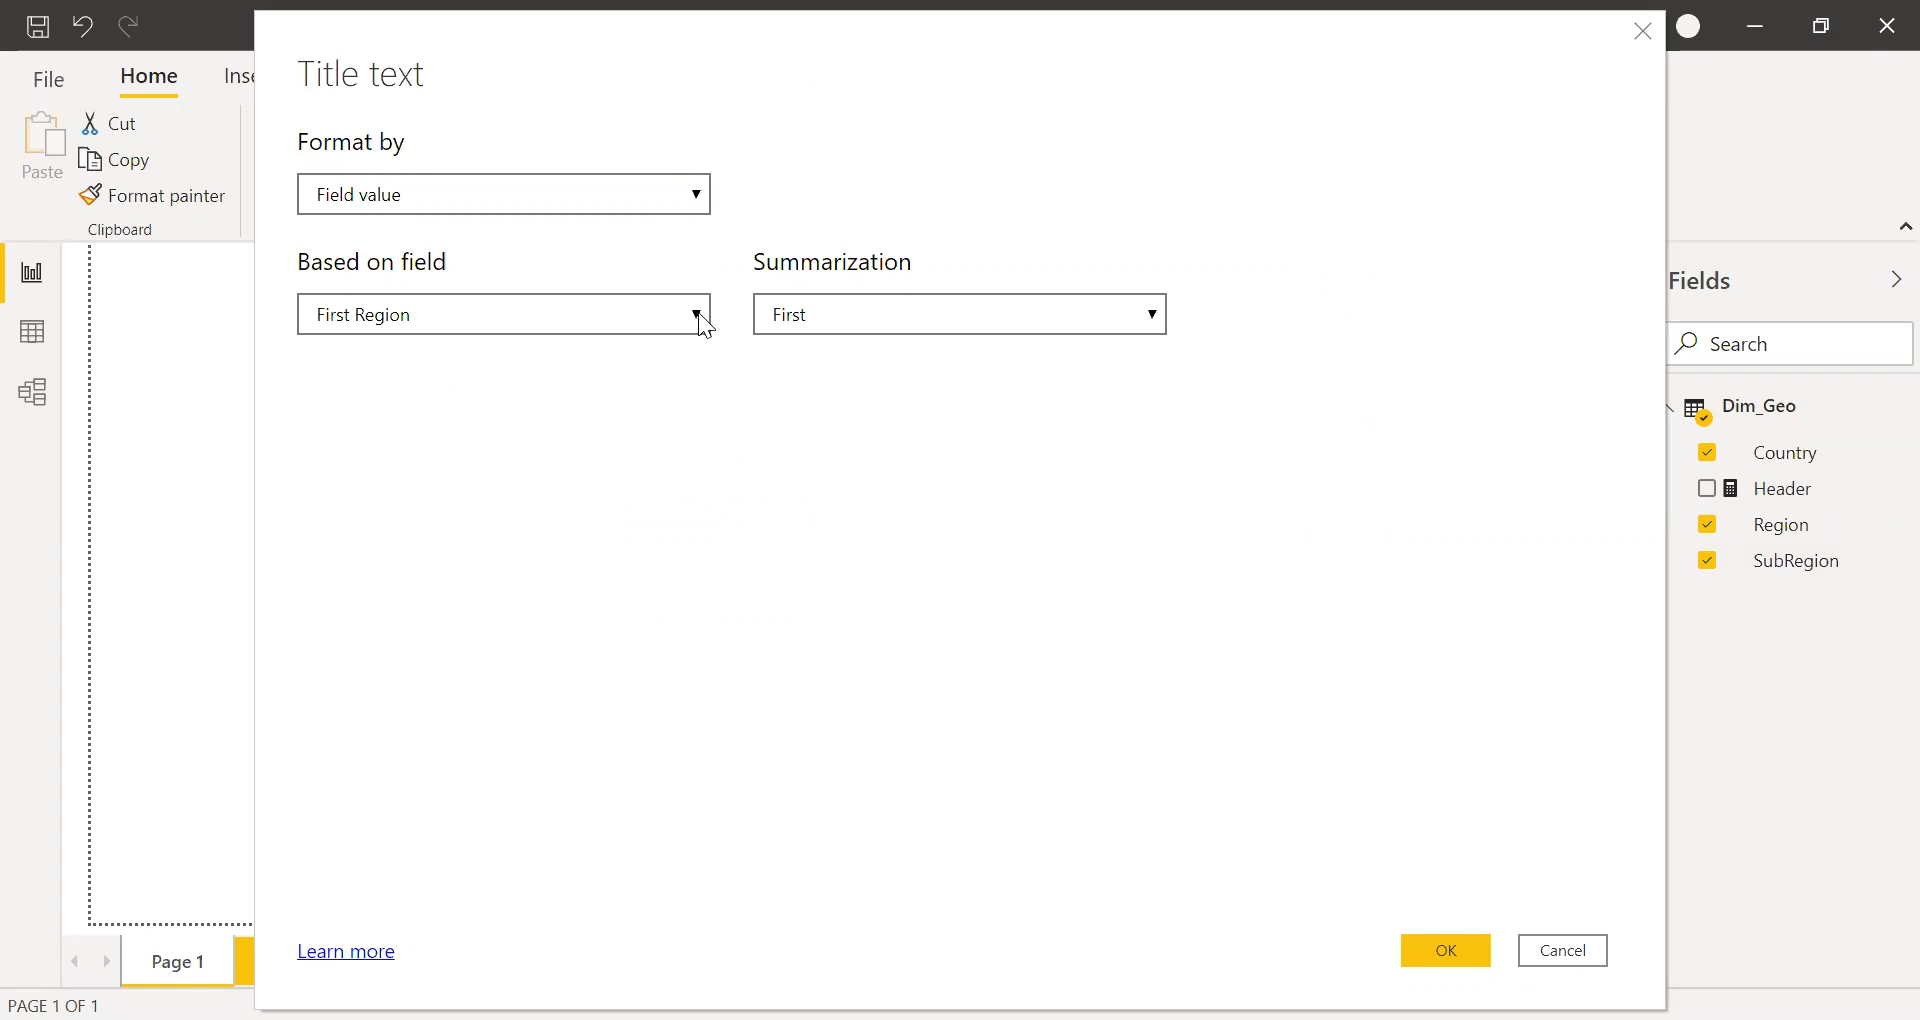 File
Home
Inse
Paste
Cut
Copy
Format painter
Clipboard
Title text
Format by
Field value
Based on field
Summarization
First Region
First
Learn more
OK
Cancel
Fields
Search
Dim_Geo
Country
Header
Region
SubRegion
Page 1
PAGE 1 OF 1